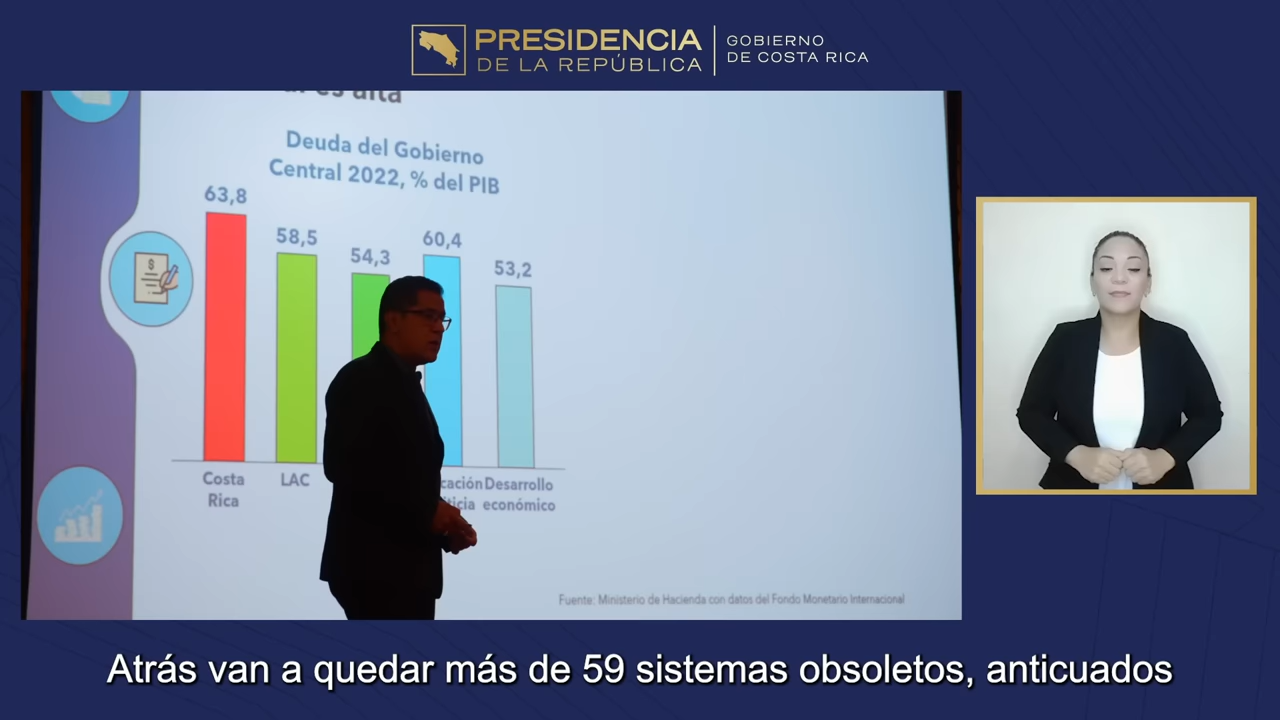 PRESIDENCIA
DE LA REPÚBLICA
GOBIERNO
DE COSTA RICA
es alta
Deuda del Gobierno
Central 2022, % del PIB
63,8
58,5
54,3
60,4
53,2
Costa
Rica
LAC
Desarrollo
económico
$
Fuente: Ministerio de Hacienda con datos del Fondo Monetario Internacional
Atrás van a quedar más de 59 sistemas obsoletos, anticuados